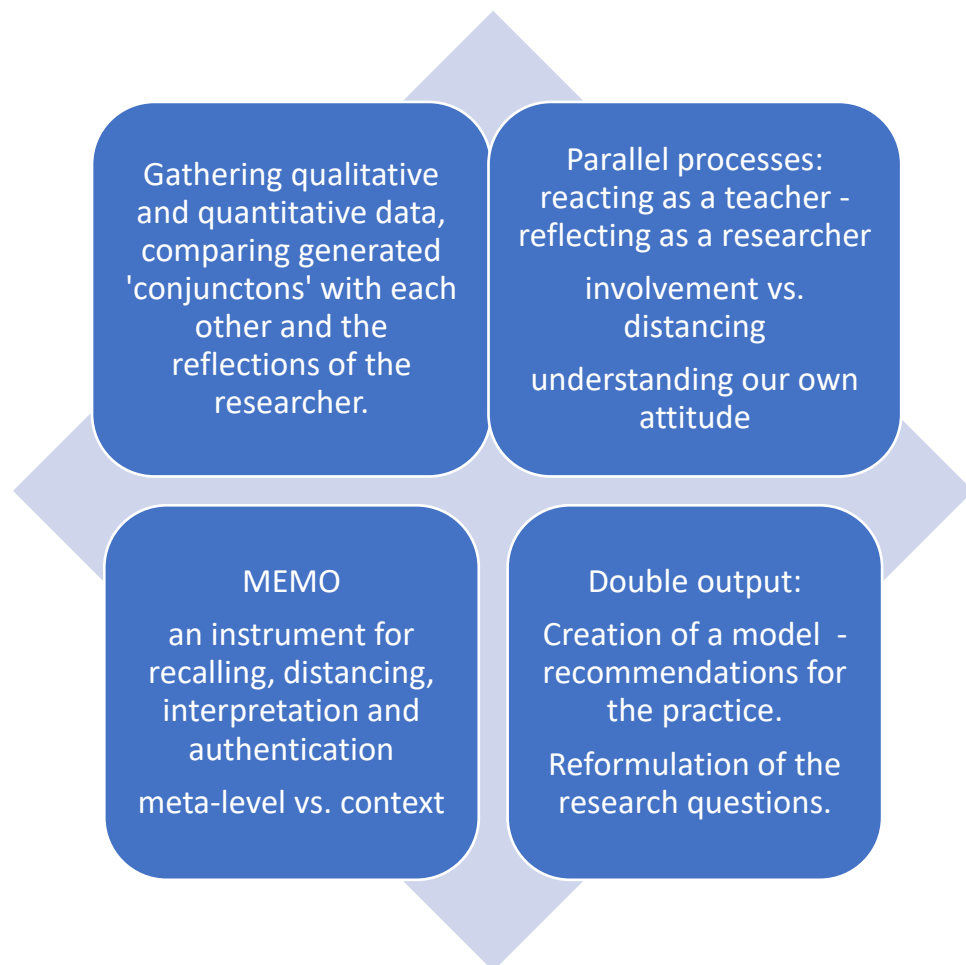 Gathering qualitative
and quantitative data,
comparing generated
'conjunctons' with each
other and the
reflections of the
researcher.
Parallel processes:
reacting as a teacher -
reflecting as a researcher
involvement vs.
distancing
understanding our own
attitude
MEMO
an instrument for
recalling, distancing,
interpretation and
authentication
meta-level vs. context
Double output:
Creation of a model  -
recommendations for
the practice.
Reformulation of the
research questions.